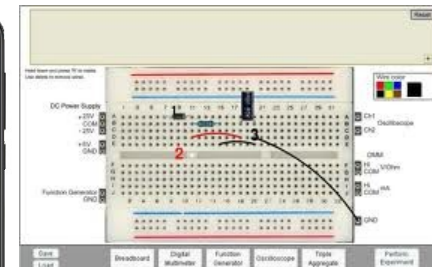 Reset
Wire color
DC Power Supply
+25V
COM
-25V
+6V
GND
Function Generator
GND
1
2
3
Ch1
Ch2
Oscilloscope
DMM
Hi
COM
V/Ohm
Hi
COM
mA
GND
Save
Load
Breadboard
Digital
Multimeter
Function
Generator
Oscilloscope
Triple
Aggregate
Perform
Experiment